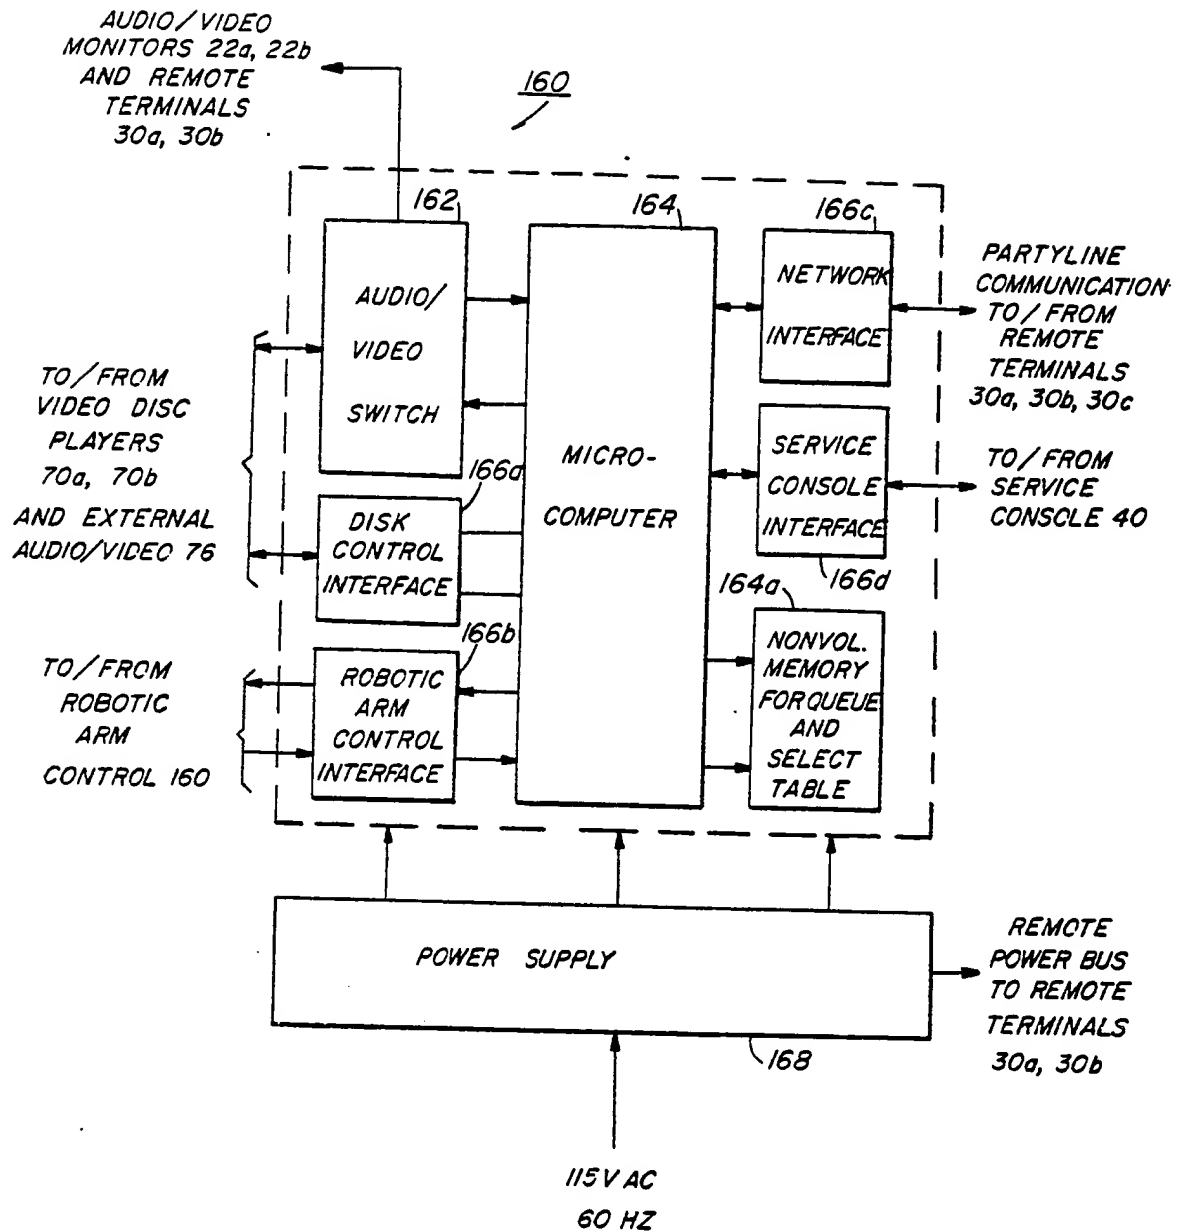 AUDIO/VIDEO
MONITORS 22a, 22b
AND REMOTE
TERMINALS
30a, 30b
160
162
AUDIO/
VIDEO
SWITCH
164
MICRO-
COMPUTER
166c
NETWORK
INTERFACE
PARTYLINE
COMMUNICATION
TO/FROM
REMOTE
TERMINALS
30a, 30b, 30c
TO/FROM
VIDEO DISC
PLAYERS
70a, 70b
AND EXTERNAL
AUDIO/VIDEO 76
166a
DISK
CONTROL
INTERFACE
SERVICE
CONSOLE
INTERFACE
166d
TO/FROM
SERVICE
CONSOLE 40
164a
NONVOL.
MEMORY
FOR QUEUE
AND
SELECT
TABLE
TO/FROM
ROBOTIC
ARM
CONTROL 160
166b
ROBOTIC
ARM
CONTROL
INTERFACE
POWER SUPPLY
168
REMOTE
POWER BUS
TO REMOTE
TERMINALS
30a, 30b
115V AC
60 HZ